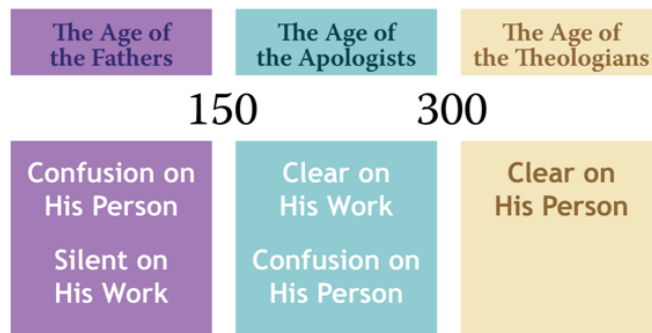 The Age of
the Fathers
The Age of
the Apologists
The Age of
the Theologians
150
300
Confusion on
His Person
Silent on
His Work
Clear on
His Work
Confusion on
His Person
Clear on
His Person